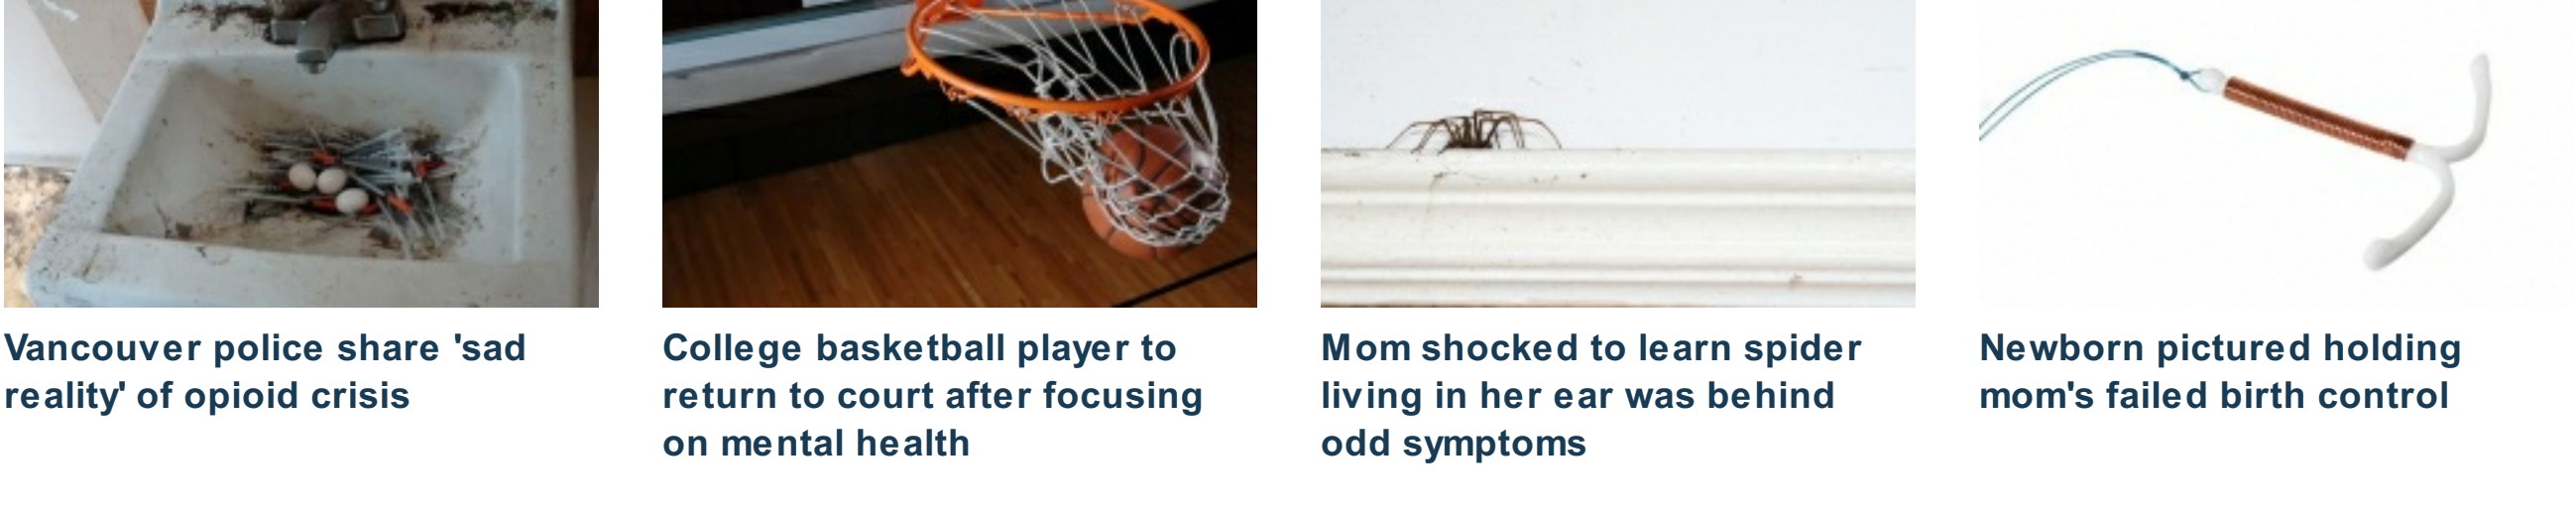 Vancouver police share 'sad
reality' of opioid crisis
College basketball player to
return to court after focusing
on mental health
Mom shocked to learn spider
living in her ear was behind
odd symptoms
Newborn pictured holding
mom's failed birth control